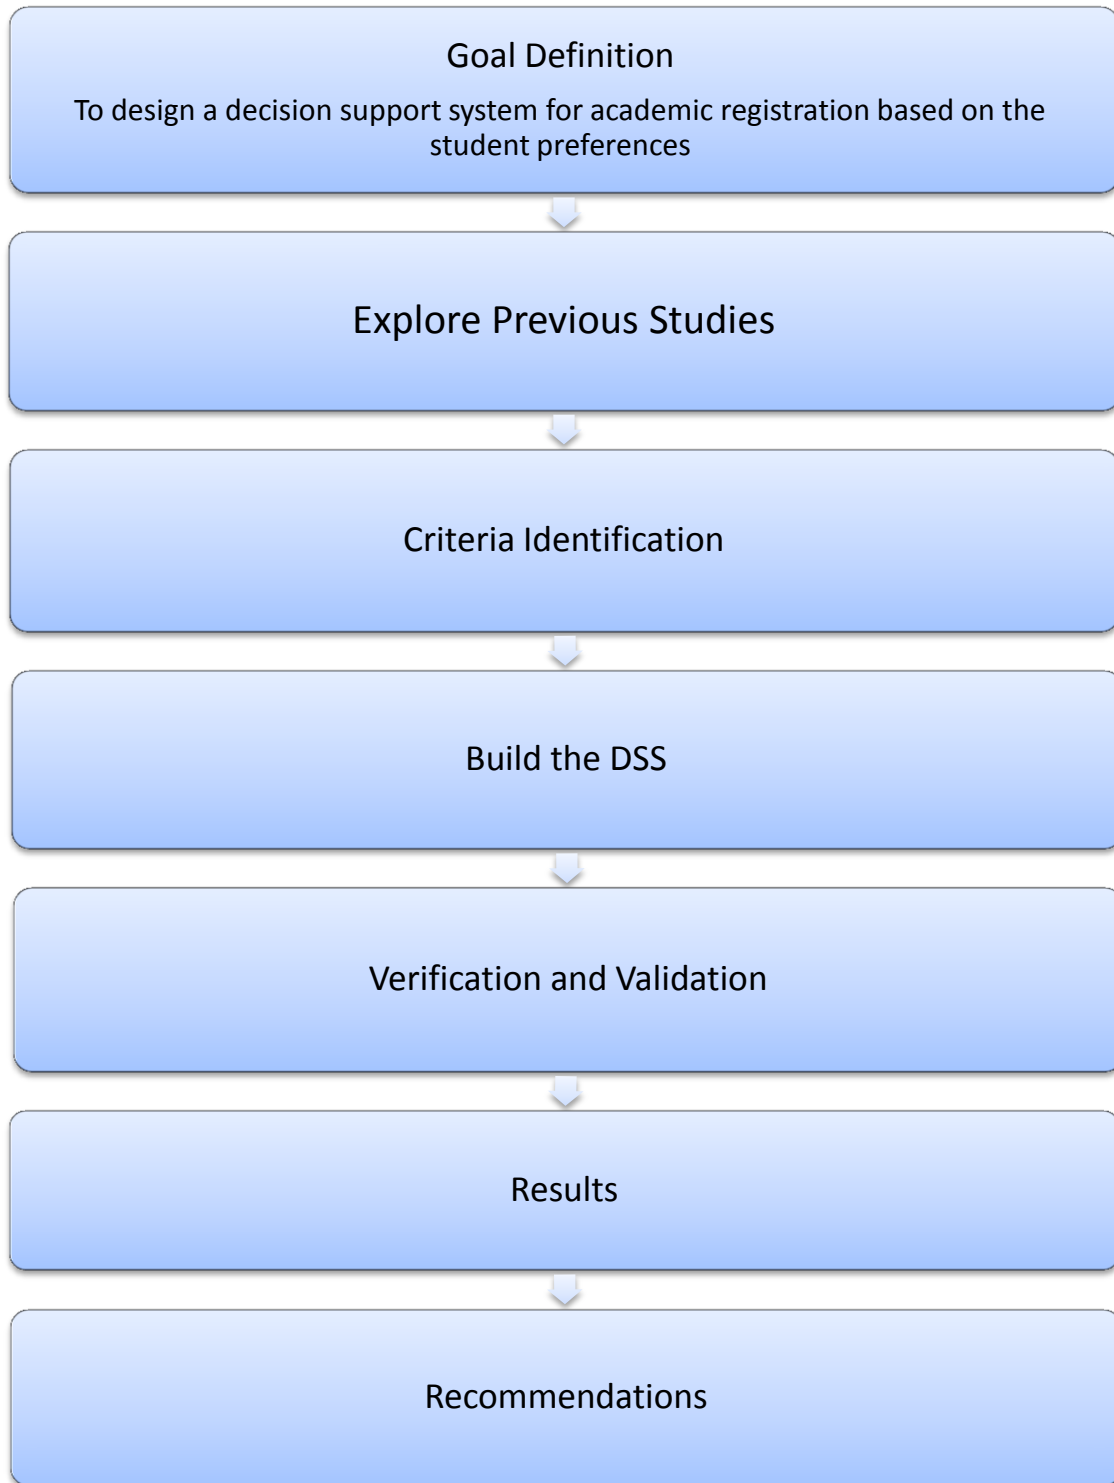 Goal Definition
To design a decision support system for academic registration based on the
student preferences
Explore Previous Studies
Criteria Identification
Build the DSS
Verification and Validation
Results
Recommendations